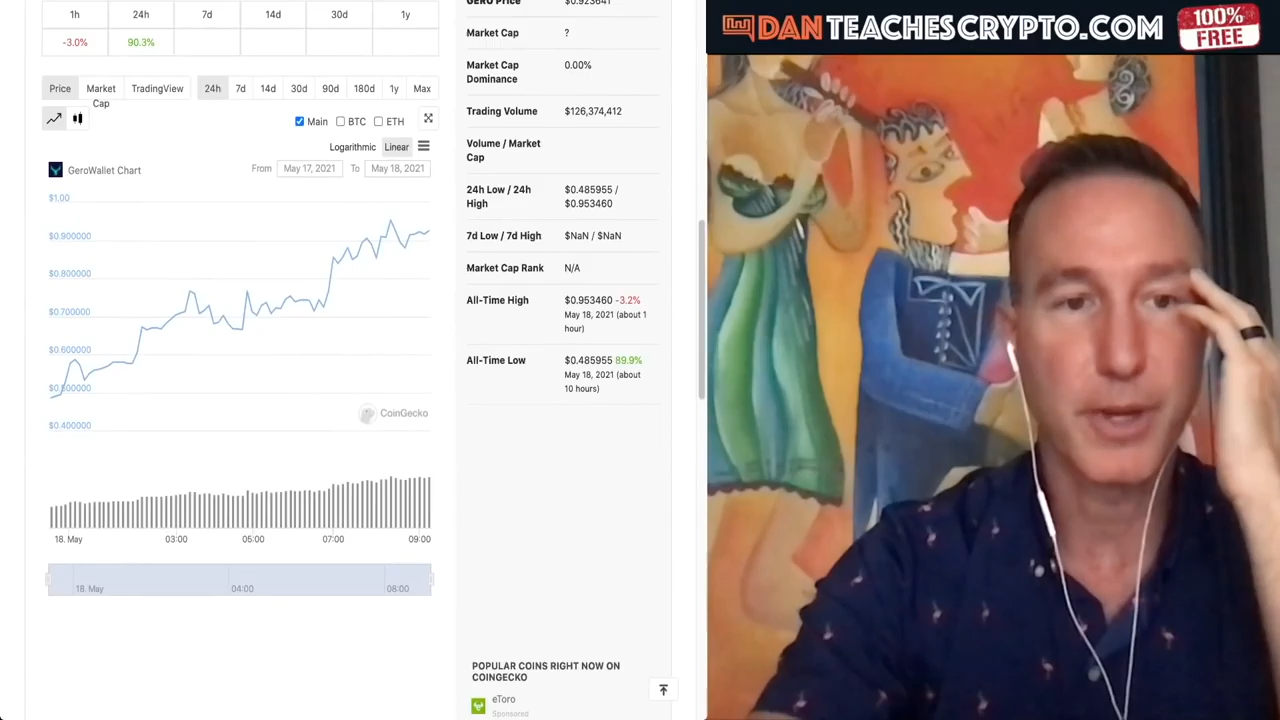 1h 24h 7d 14d 30d 1y
-3.0% 90.3%
Price Market Cap TradingView 24h 7d 14d 30d 90d 180d 1y Max
Main BTC ETH
Logarithmic Linear
GeroWallet Chart From May 17, 2021 To May 18, 2021
$1.00
$0.900000
$0.800000
$0.700000
$0.600000
$0.500000
$0.400000
CoinGecko
18. May 03:00 05:00 07:00 09:00
18. May 04:00 08:00
GERO Price $0.923641
Market Cap ?
Market Cap Dominance 0.00%
Trading Volume $126,374,412
Volume / Market Cap
24h Low / 24h High $0.485955 / $0.953460
7d Low / 7d High $NaN / $NaN
Market Cap Rank N/A
All-Time High $0.953460 -3.2%
May 18, 2021 (about 1 hour)
All-Time Low $0.485955 89.9%
May 18, 2021 (about 10 hours)
POPULAR COINS RIGHT NOW ON
COINGECKO
eToro
Sponsored
DANTEACHESCRYPTO.COM
100%
FREE